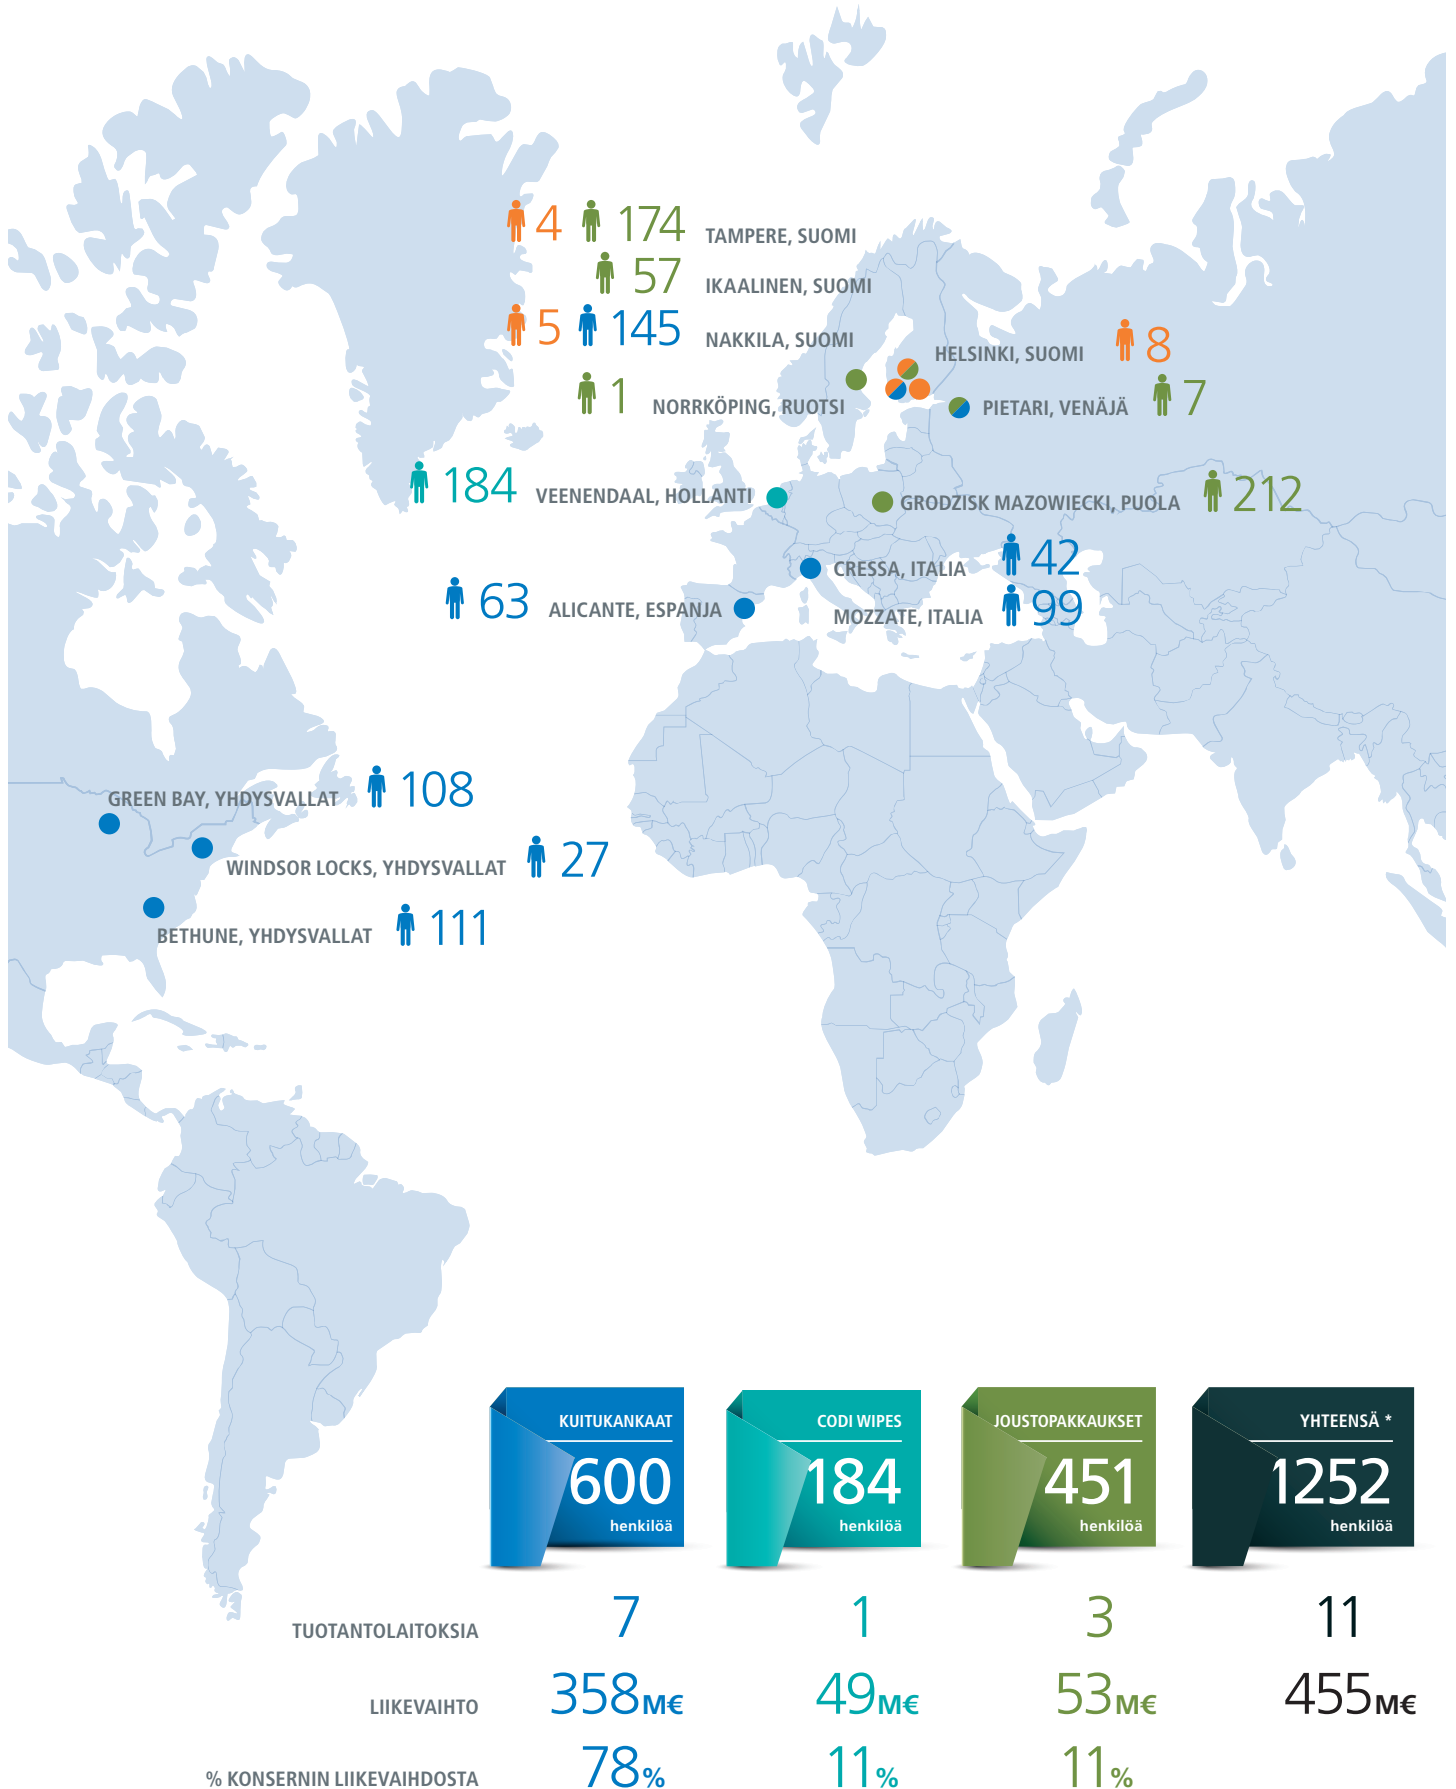 4 174 TAMPERE, SUOMI
57 IKAALINEN, SUOMI
5 145 NAKKILA, SUOMI
HELSINKI, SUOMI 8
1 NORRKÖPING, RUOTSI
PIETARI, VENÄJÄ 7
184 VEENENDAAL, HOLLANTI
GRODZISK MAZOWIECKI, PUOLA 212
CRESSA, ITALIA 42
63 ALICANTE, ESPANJA
MOZZATE, ITALIA 99
GREEN BAY, YHDYSVALLAT 108
WINDSOR LOCKS, YHDYSVALLAT 27
BETHUNE, YHDYSVALLAT 111
KUITUKANKAAT
600
henkilöä
CODI WIPES
184
henkilöä
JOUSTOPAKKAUKSET
451
henkilöä
YHTEENSÄ *
1252
henkilöä
TUOTANTOLAITOKSIA 7 1 3 11
LIIKEVAIHTO 358M€ 49M€ 53M€ 455M€
% KONSERNIN LIIKEVAIHDOSTA 78% 11% 11%